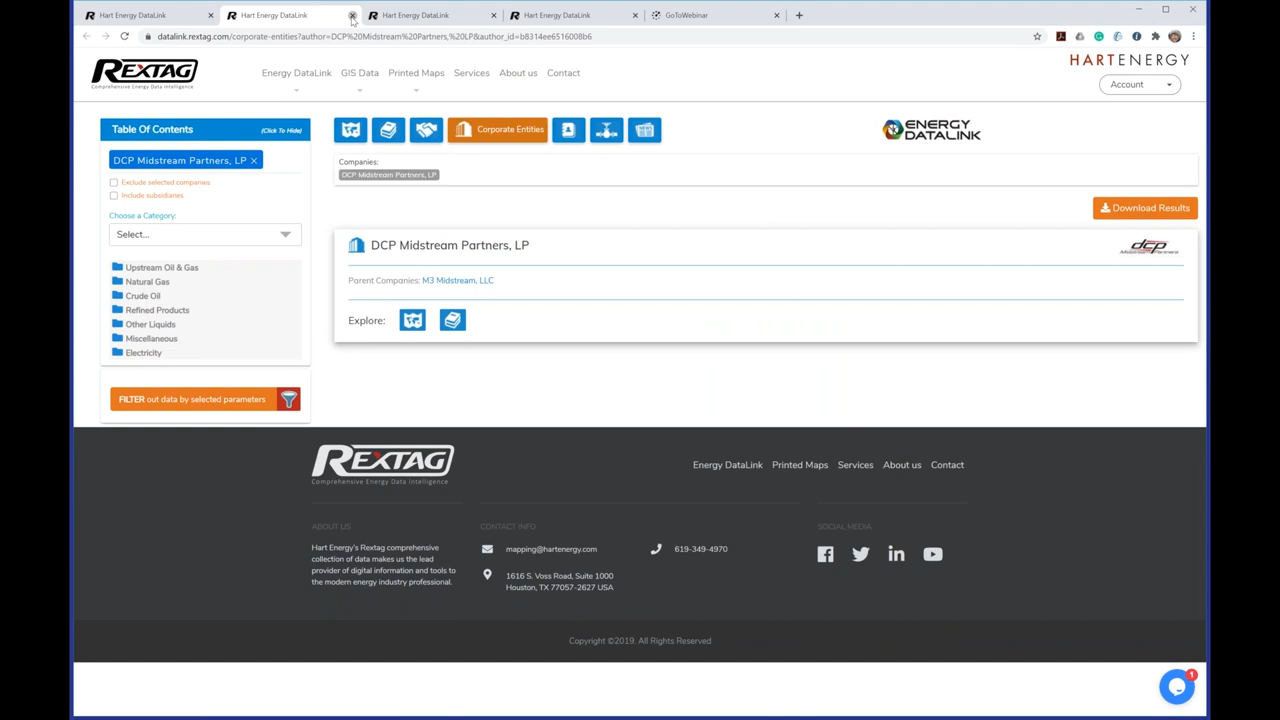 Hart Energy DataLink
Hart Energy DataLink
Hart Energy DataLink
Hart Energy DataLink
GoToWebinar
datalink.rextag.com/corporate-entities?author=DCP%20Midstream%20Partners,%20LP&author_id=b8314ee6516008b6
REXTAG
Comprehensive Energy Data Intelligence
Energy DataLink
GIS Data
Printed Maps
Services
About us
Contact
HARTENERGY
Account
Table Of Contents
(Click To Hide)
DCP Midstream Partners, LP ×
Exclude selected companies
Include subsidianes
Choose a Category:
Select...
Upstream Oil & Gas
Natural Gas
Crude Oil
Refined Products
Other Liquids
Miscellaneous
Electricity
FILTER out data by selected parameters
Corporate Entities
ENERGY
DATALINK
Companies:
DCP Midstream Partners, LP
Download Results
DCP Midstream Partners, LP
dcp
Midstream Partners
Parent Companies: M3 Midstream, LLC
Explore:
REXTAG
Comprehensive Energy Data Intelligence
Energy DataLink
Printed Maps
Services
About us
Contact
ABOUT US
Hart Energy's Rextag comprehensive
collection of data makes us the lead
provider of digital information and tools to
the modern energy industry professional.
CONTACT INFO
mapping@hartenergy.com
619-349-4970
1616 S. Voss Road, Suite 1000
Houston, TX 77057-2627 USA
SOCIAL MEDIA
Copyright ©2019. All Rights Reserved
1